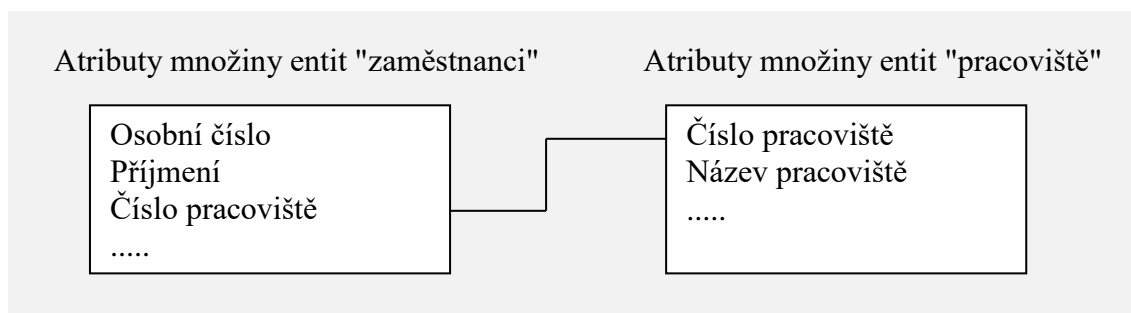 Atributy množiny entit "zaměstnanci"
Osobní číslo
Příjmení
Číslo pracoviště
.....
Atributy množiny entit "pracoviště"
Číslo pracoviště
Název pracoviště
.....